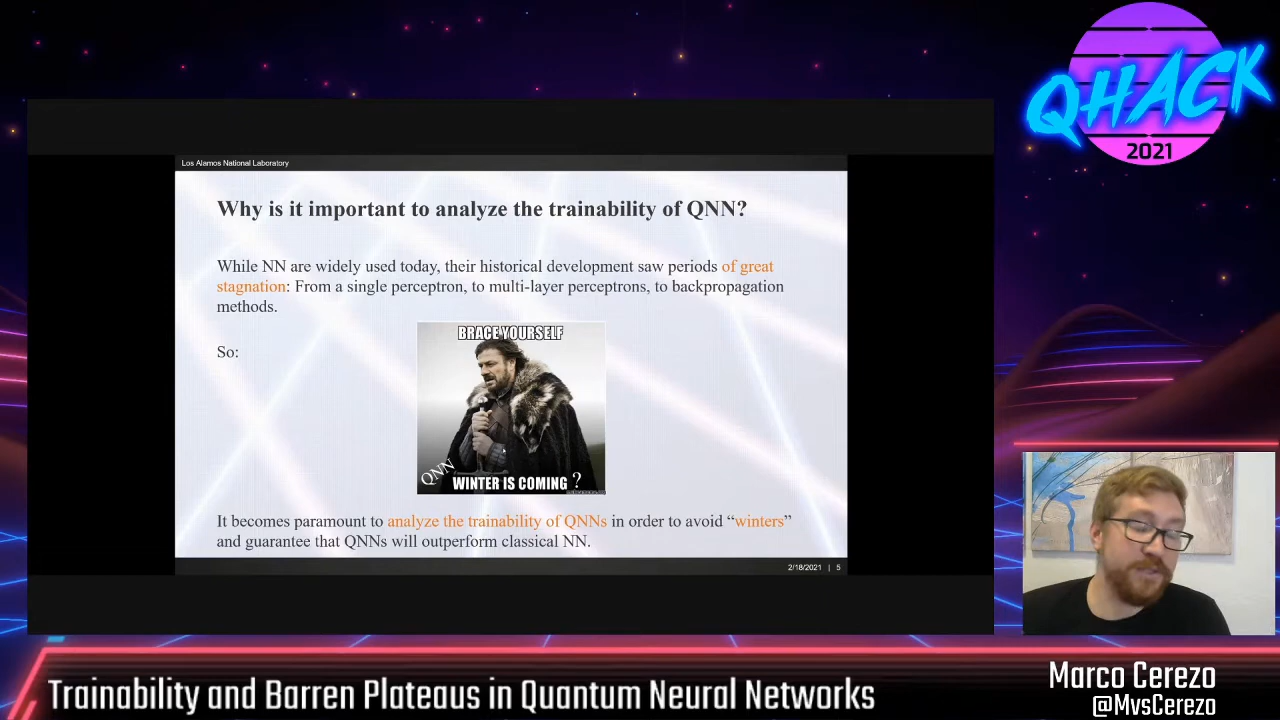 QHACK
2021
Los Alamos National Laboratory
Why is it important to analyze the trainability of QNN?
While NN are widely used today, their historical development saw periods of great
stagnation: From a single perceptron, to multi-layer perceptrons, to backpropagation
methods.
So:
BRACE YOURSELF
QNN
WINTER IS COMING ?
It becomes paramount to analyze the trainability of QNNs in order to avoid “winters”
and guarantee that QNNs will outperform classical NN.
2/18/2021 | 5
Trainability and Barren Plateaus in Quantum Neural Networks
Marco Cerezo
@MvsCerezo